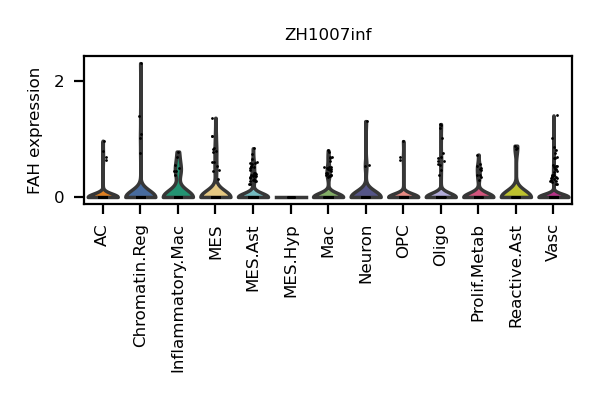 ZH1007inf
FAH expression
2
0
AC
Chromatin.Reg
Inflammatory.Mac
MES
MES.Ast
MES.Hyp
Mac
Neuron
OPC
Oligo
Prolif.Metab
Reactive.Ast
Vasc